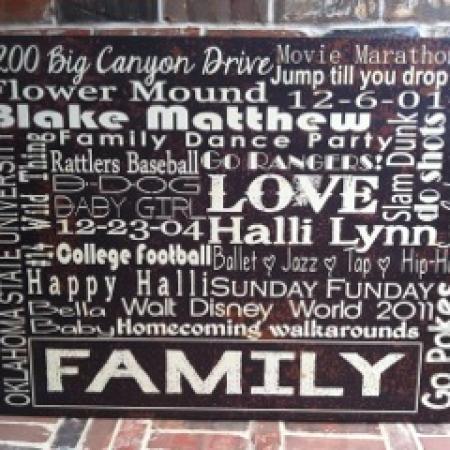 200 Big Canyon Drive
Movie Marathon
Jump till you drop
Flower Mound
12-6-01
Blake Matthew
Family Dance Party
Rattlers Baseball
GO RANGERS!
B-DOG
LOVE
BABY GIRL
12-23-04
Halli Lynn
College Football
Ballet ♡ Jazz ♡ Tap ♡ Hip-H
Happy Halli
SUNDAY FUNDAY
Bella
Walt Disney World 2011
Baby
Homecoming walkarounds
FAMILY
OKLAHOMA STATE UNIVERSITY
Wild Thing
Slam Dunk
do shots
Go Pokes